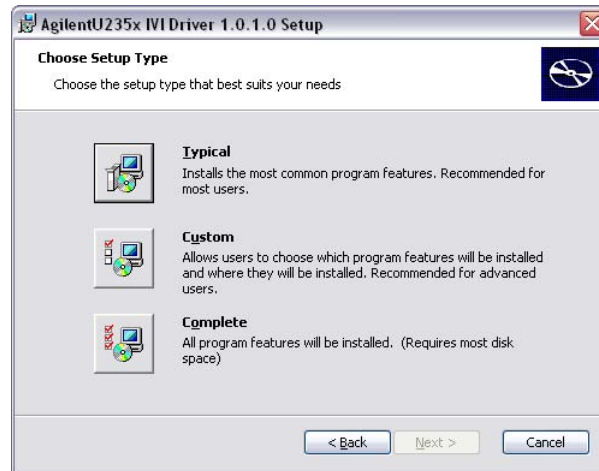 AgilentU235x IVI Driver 1.0.1.0 Setup
Choose Setup Type
Choose the setup type that best suits your needs
Typical
Installs the most common program features. Recommended for
most users.
Custom
Allows users to choose which program features will be installed
and where they will be installed. Recommended for advanced
users.
Complete
All program features will be installed. (Requires most disk
space)
< Back Next > Cancel